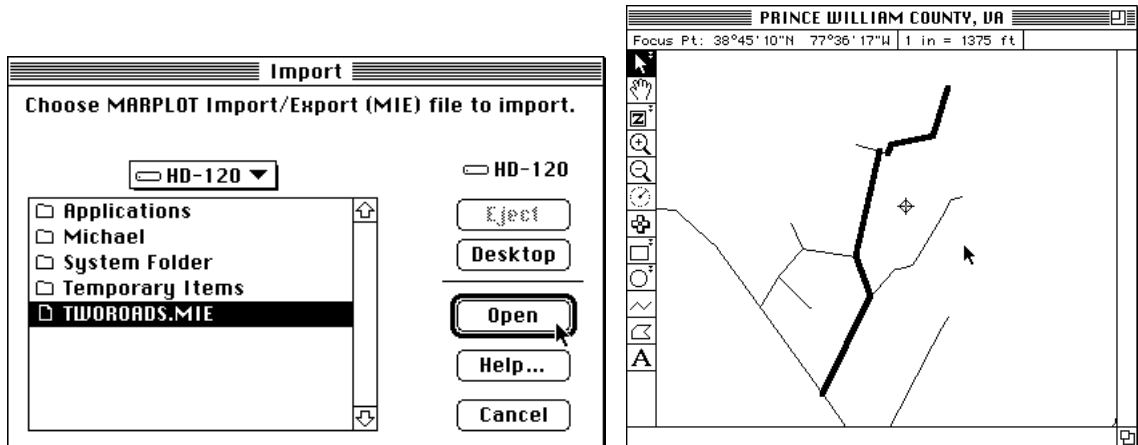 Import
Choose MARPLOT Import/Export (MIE) file to import.
HD-120
Applications
Michael
System Folder
Temporary Items
TWOROADS.MIE
HD-120
Eject
Desktop
Open
Help...
Cancel
PRINCE WILLIAM COUNTY, VA
Focus Pt: 38°45'10"N 77°36'17"W 1 in = 1375 ft
Z
A